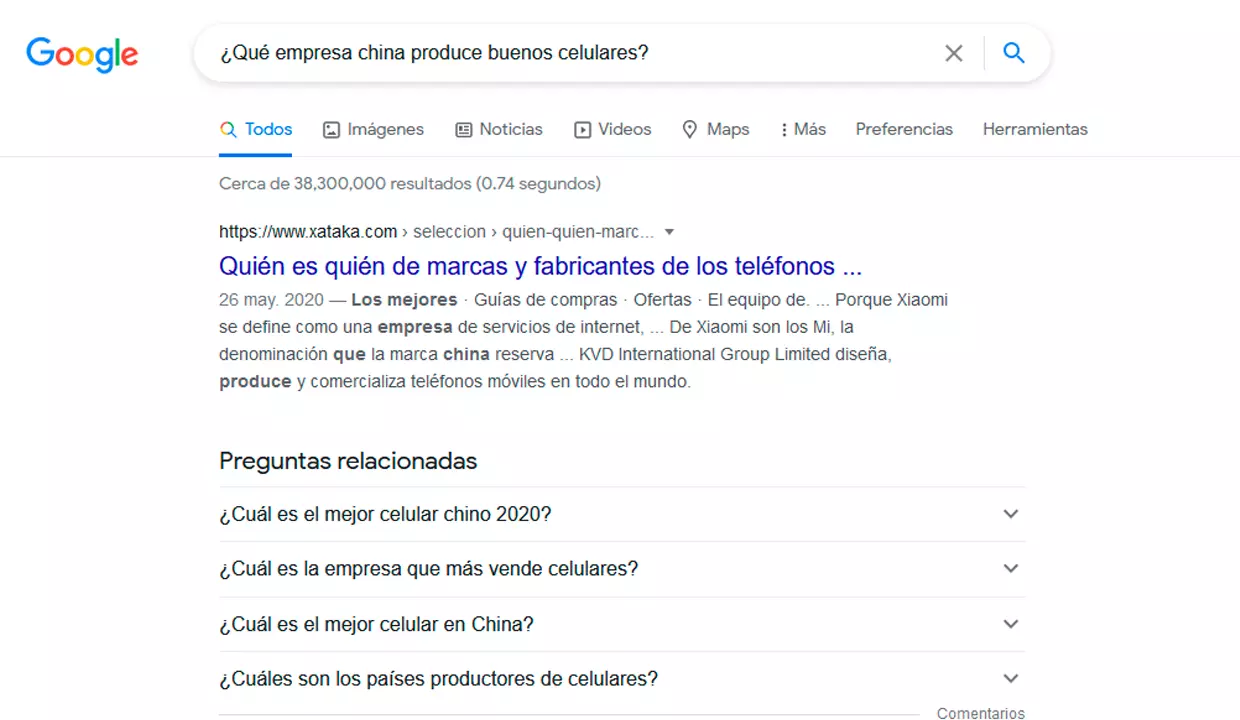 Google
¿Qué empresa china produce buenos celulares?
Todos Imágenes Noticias Videos Maps Más Preferencias Herramientas
Cerca de 38,300,000 resultados (0.74 segundos)
https://www.xataka.com › seleccion › quien-quien-marc...
Quién es quién de marcas y fabricantes de los teléfonos ...
26 may. 2020 — Los mejores · Guías de compras · Ofertas · El equipo de. ... Porque Xiaomi
se define como una empresa de servicios de internet, ... De Xiaomi son los Mi, la
denominación que la marca china reserva ... KVD International Group Limited diseña,
produce y comercializa teléfonos móviles en todo el mundo.
Preguntas relacionadas
¿Cuál es el mejor celular chino 2020?
¿Cuál es la empresa que más vende celulares?
¿Cuál es el mejor celular en China?
¿Cuáles son los países productores de celulares?
Comentarios